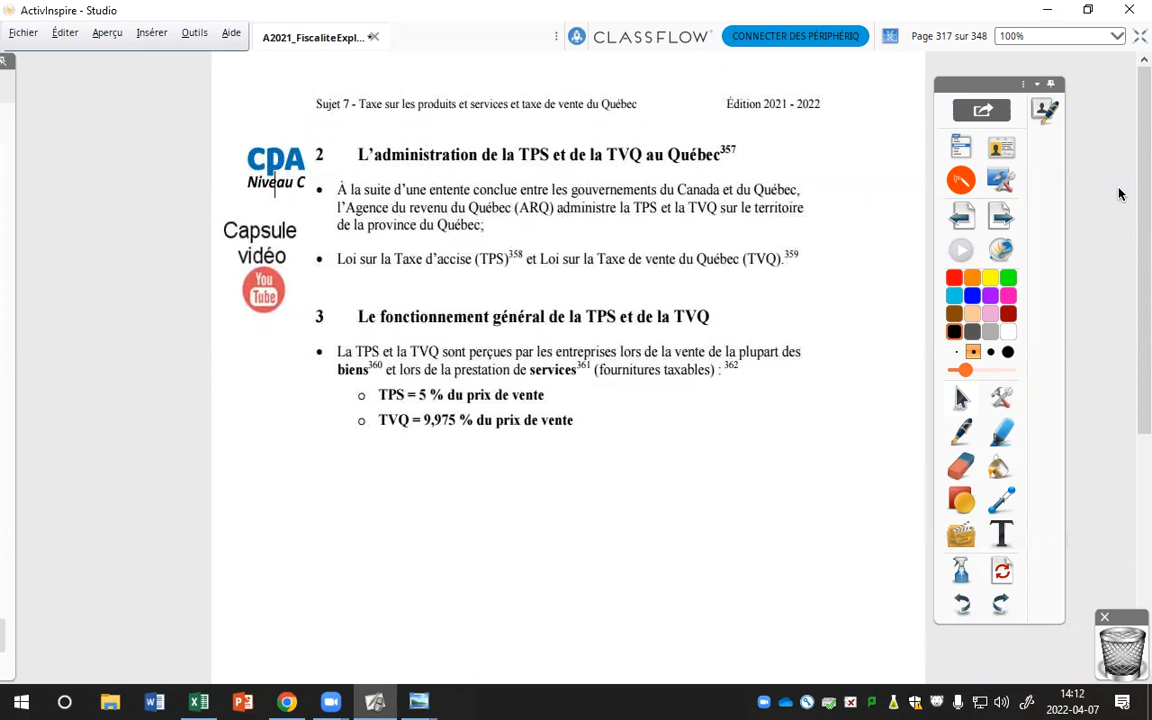 ActivInspire - Studio
Fichier Éditer Aperçu Insérer Outils Aide
A2021_FiscaliteExpl...
CLASSFLOW
CONNECTER DES PÉRIPHÉRIQ
Page 317 sur 348
100%
Sujet 7 - Taxe sur les produits et services et taxe de vente du Québec Édition 2021 - 2022
CPA
Niveau C
2 L'administration de la TPS et de la TVQ au Québec357
• À la suite d'une entente conclue entre les gouvernements du Canada et du Québec,
l'Agence du revenu du Québec (ARQ) administre la TPS et la TVQ sur le territoire
de la province du Québec;
Capsule
vidéo
You
Tube
• Loi sur la Taxe d'accise (TPS)358 et Loi sur la Taxe de vente du Québec (TVQ).359
3 Le fonctionnement général de la TPS et de la TVQ
• La TPS et la TVQ sont perçues par les entreprises lors de la vente de la plupart des
biens360 et lors de la prestation de services361 (fournitures taxables) : 362
o TPS = 5 % du prix de vente
o TVQ = 9,975 % du prix de vente
T
14:12
2022-04-07